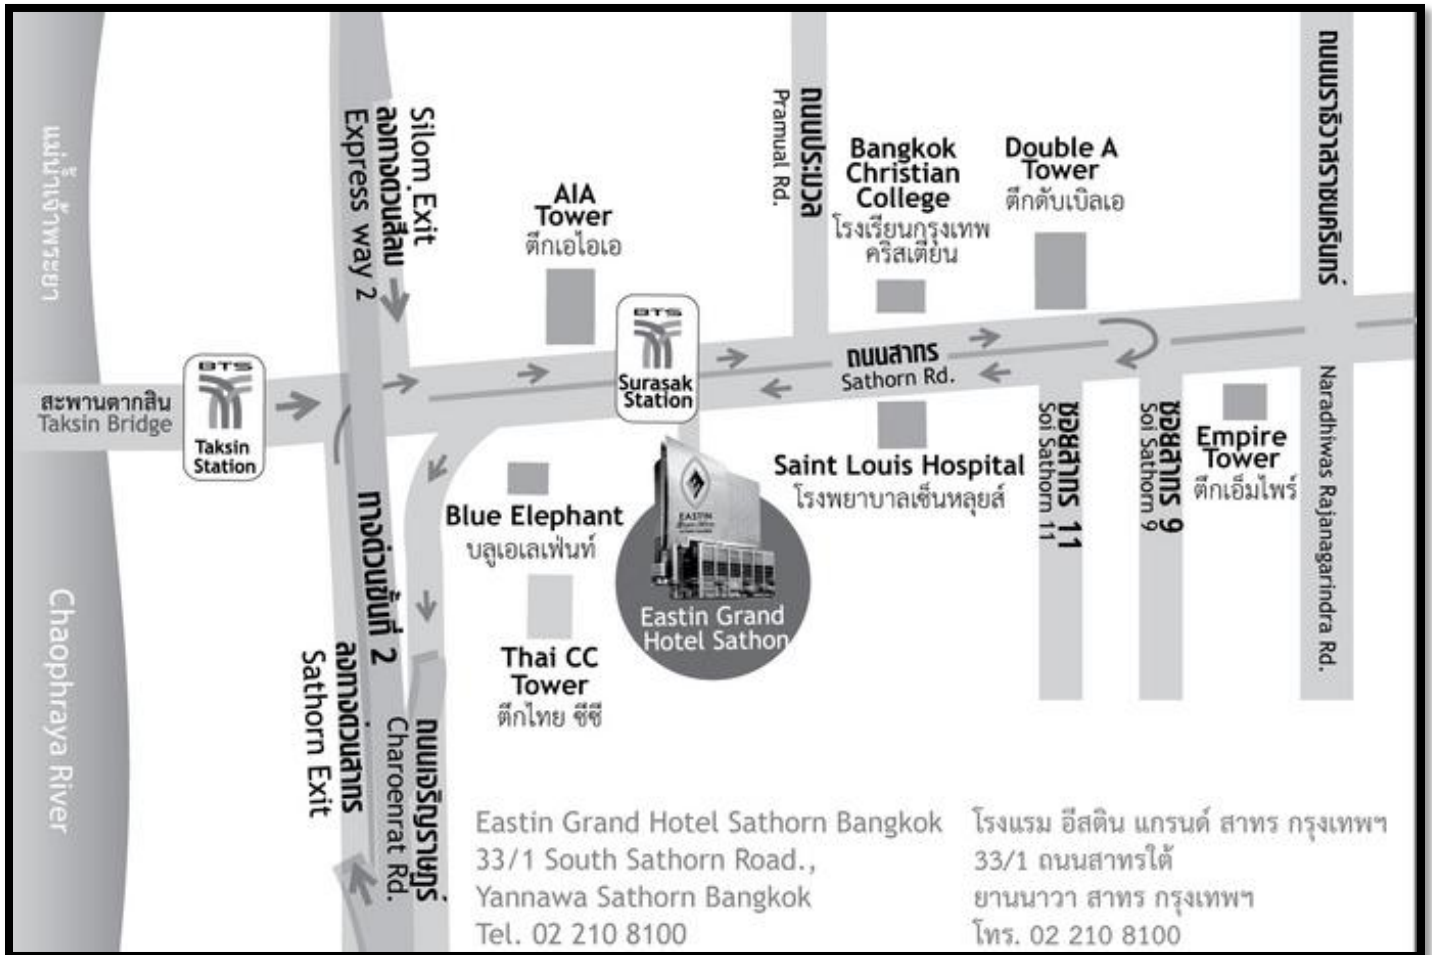 แม่น้ำเจ้าพระยา
Chaophraya River
สะพานตากสิน
Taksin Bridge
BTS
Taksin
Station
Silom Exit
ลงทางด่วนสีลม
Express way 2
AIA
Tower
ตึกเอไอเอ
BTS
Surasak
Station
ถนนประมวล
Pramual Rd.
Bangkok
Christian
College
โรงเรียนกรุงเทพ
คริสเตียน
Double A
Tower
ตึกดับเบิลเอ
ถนนนราธิวาสราชนครินทร์
Naradhiwas Rajanagarindra Rd.
ถนนสาทร
Sathorn Rd.
Blue Elephant
บลูเอเลเฟ่นท์
Thai CC
Tower
ตึกไทย ซีซี
EASTIN
Eastin Grand
Hotel Sathon
Saint Louis Hospital
โรงพยาบาลเซ็นหลุยส์
ซอยสาทร 11
Soi Sathorn 11
ซอยสาทร 9
Soi Sathorn 9
Empire
Tower
ตึกเอ็มไพร์
ทางด่วนขั้นที่ 2
ลงทางด่วนสาทร
Sathorn Exit
ถนนเจริญราษฎร์
Charoenrat Rd.
Eastin Grand Hotel Sathorn Bangkok
33/1 South Sathorn Road.,
Yannawa Sathorn Bangkok
Tel. 02 210 8100
โรงแรม อีสติน แกรนด์ สาทร กรุงเทพฯ
33/1 ถนนสาทรใต้
ยานนาวา สาทร กรุงเทพฯ
โทร. 02 210 8100